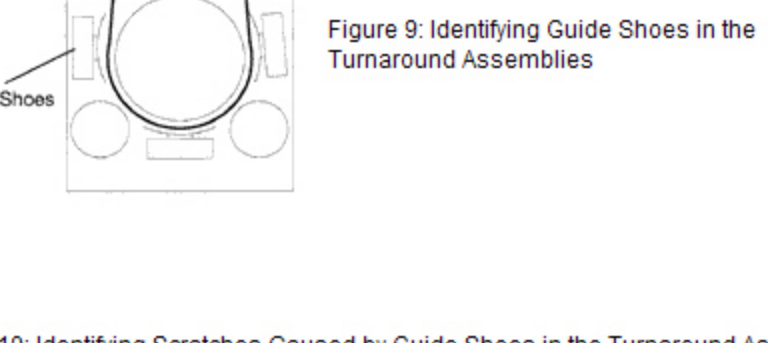 Figure 9: Identifying Guide Shoes in the
Turnaround Assemblies
Shoes
10: Identifying Scratches Caused by Guide Shoes in the Turnaround As